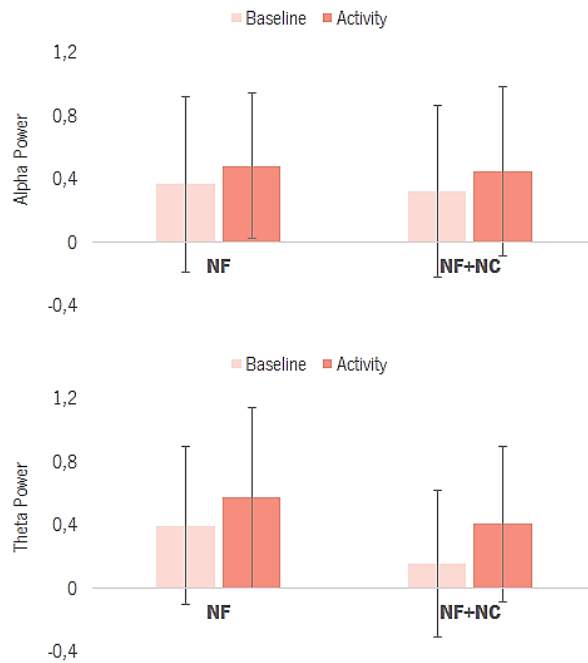 Baseline Activity
1,2
0,8
0,4
0
-0,4
Alpha Power
NF NF+NC
Baseline Activity
1,2
0,8
0,4
0
-0,4
Theta Power
NF NF+NC